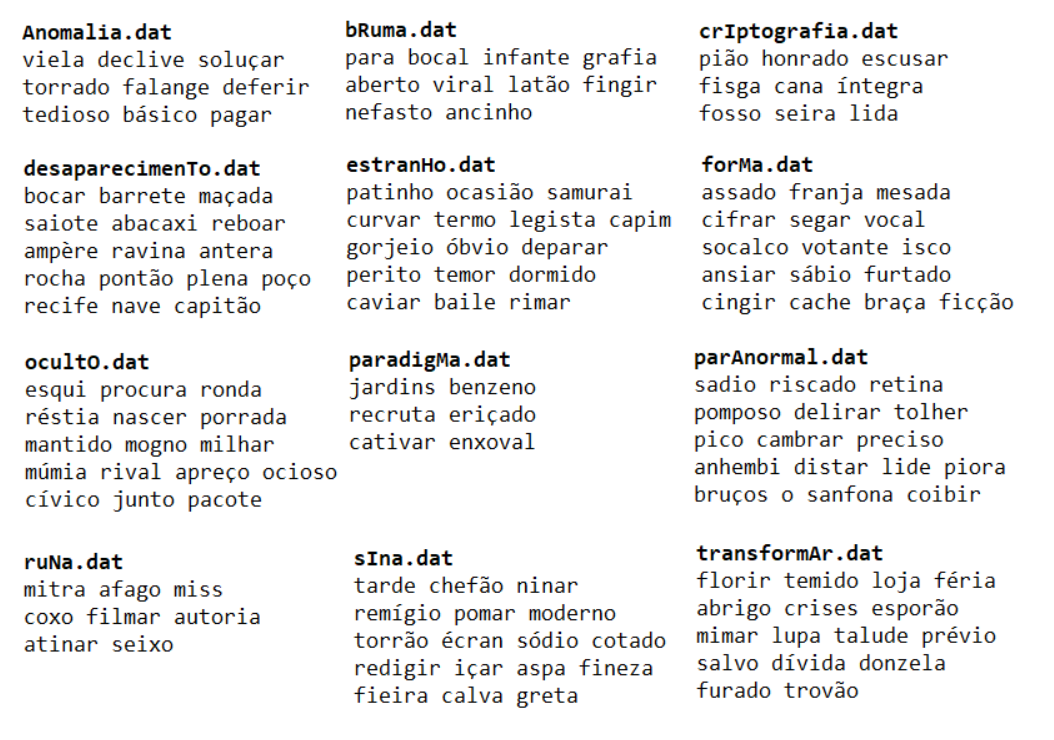 Anomalia.dat
viela declive soluçar
torrado falange deferir
tedioso básico pagar
bRuma.dat
para bocal infante grafia
aberto viral latão fingir
nefasto ancinho
crIptografia.dat
pião honrado escusar
fisga cana íntegra
fosso seira lida
desaparecimenTo.dat
bocar barrete maçada
saiote abacaxi reboar
ampère ravina antera
rocha pontão plena poço
recife nave capitão
estranHo.dat
patinho ocasião samurai
curvar termo legista capim
gorjeio óbvio deparar
perito temor dormido
caviar baile rimar
forMa.dat
assado franja mesada
cifrar segar vocal
socalco votante isco
ansiar sábio furtado
cingir cache braça ficção
ocultO.dat
esqui procura ronda
réstia nascer porrada
mantido mogno milhar
múmia rival apreço ocioso
cívico junto pacote
paradigMa.dat
jardins benzeno
recruta eriçado
cativar enxoval
parAnormal.dat
sadio riscado retina
pomposo delirar tolher
pico cambrar preciso
anhembi distar lide piora
bruços o sanfona coibir
ruNa.dat
mitra afago miss
coxo filmar autoria
atinar seixo
sIna.dat
tarde chefão ninar
remígio pomar moderno
torrão écran sódio cotado
redigir içar aspa fineza
fieira calva greta
transformAr.dat
florir temido loja féria
abrigo crises esporão
mimar lupa talude prévio
salvo dívida donzela
furado trovão